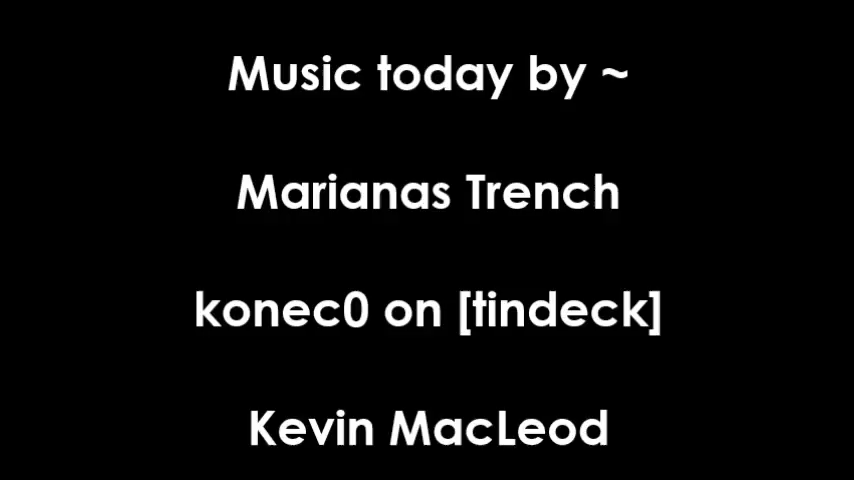 Music today by ~
Marianas Trench
konec0 on [tindeck]
Kevin MacLeod